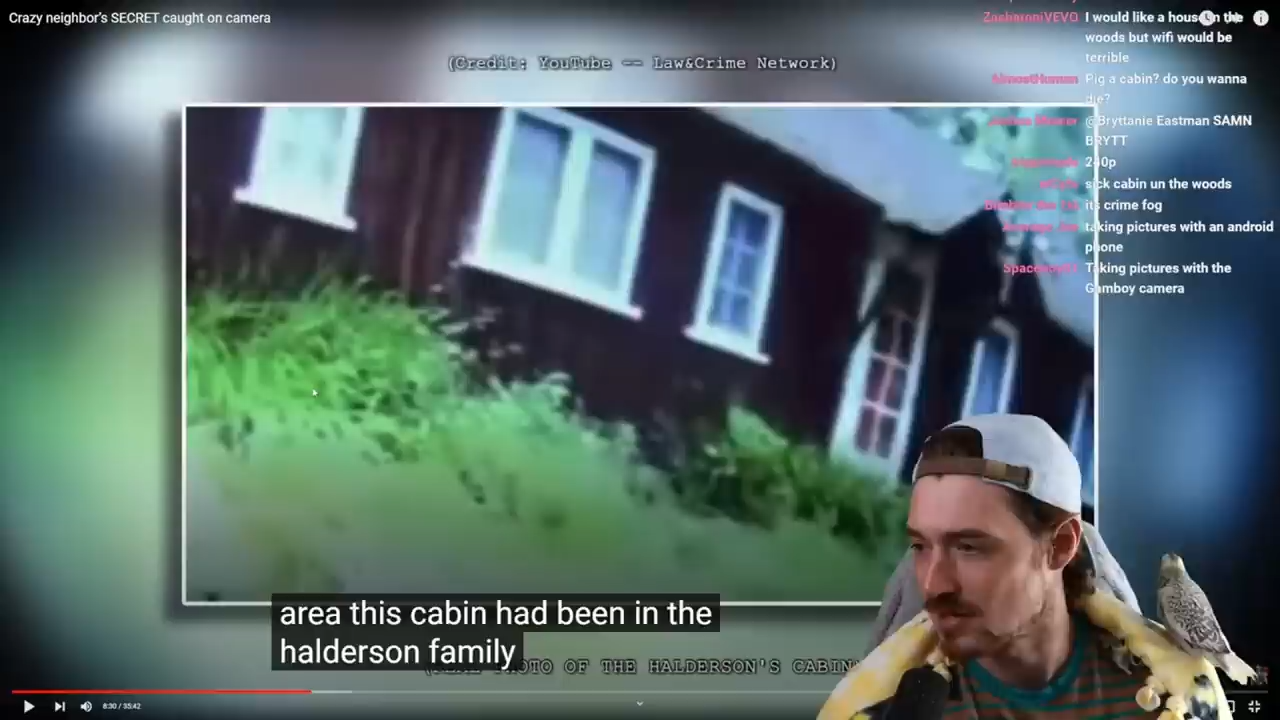 Crazy neighbor's SECRET caught on camera
(Credit: YouTube -- Law&Crime Network)
ZacharoniVEVO I would like a house in the
woods but wifi would be
terrible
AlmostHuman Pig a cabin? do you wanna
die?
@Bryttanie Eastman SAMN
BRYTT
240p
sick cabin un the woods
its crime fog
taking pictures with an android
phone
Taking pictures with the
Gamboy camera
area this cabin had been in the
halderson family
PHOTO OF THE HALDERSON'S CABIN
8:30 / 35:42